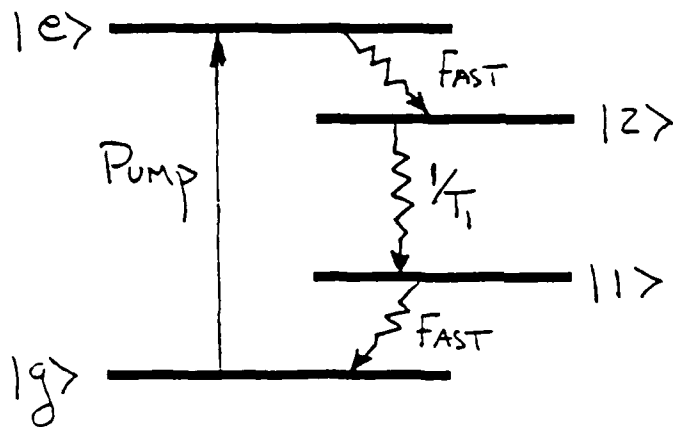 |e>
FAST
|2>
PUMP
1/T₁
|1>
FAST
|g>